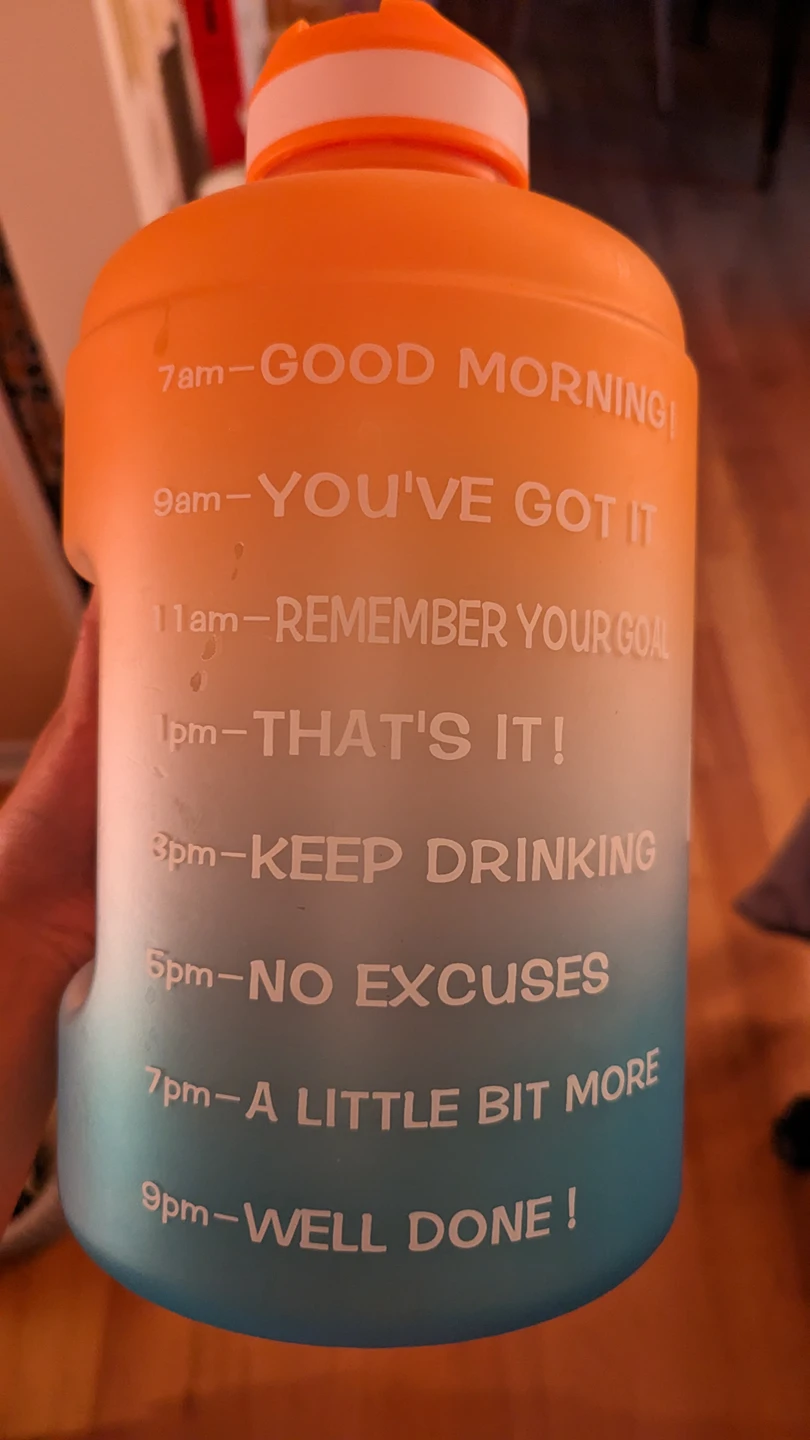 7am—GOOD MORNING!
9am—YOU'VE GOT IT
11am—REMEMBER YOUR GOAL
1pm—THAT'S IT!
3pm—KEEP DRINKING
5pm—NO EXCUSES
7pm—A LITTLE BIT MORE
9pm—WELL DONE!